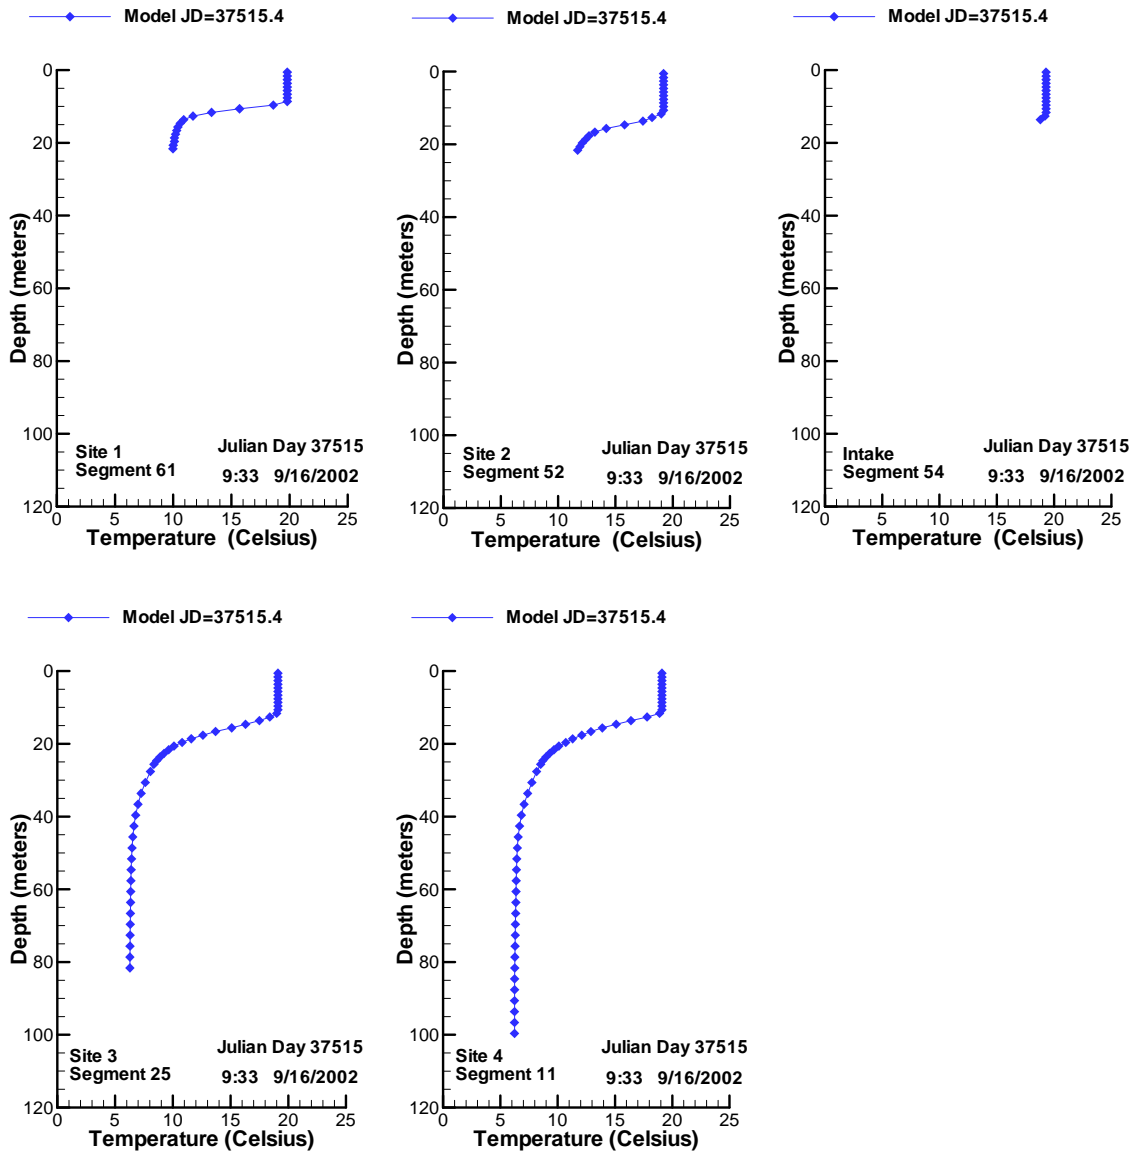 Model JD=37515.4
0
20
40
60
80
100
120
Depth (meters)
Site 1
Segment 61
Julian Day 37515
9:33 9/16/2002
0 5 10 15 20 25
Temperature (Celsius)
Model JD=37515.4
0
20
40
60
80
100
120
Depth (meters)
Site 2
Segment 52
Julian Day 37515
9:33 9/16/2002
0 5 10 15 20 25
Temperature (Celsius)
Model JD=37515.4
0
20
40
60
80
100
120
Depth (meters)
Intake
Segment 54
Julian Day 37515
9:33 9/16/2002
0 5 10 15 20 25
Temperature (Celsius)
Model JD=37515.4
0
20
40
60
80
100
120
Depth (meters)
Site 3
Segment 25
Julian Day 37515
9:33 9/16/2002
0 5 10 15 20 25
Temperature (Celsius)
Model JD=37515.4
0
20
40
60
80
100
120
Depth (meters)
Site 4
Segment 11
Julian Day 37515
9:33 9/16/2002
0 5 10 15 20 25
Temperature (Celsius)